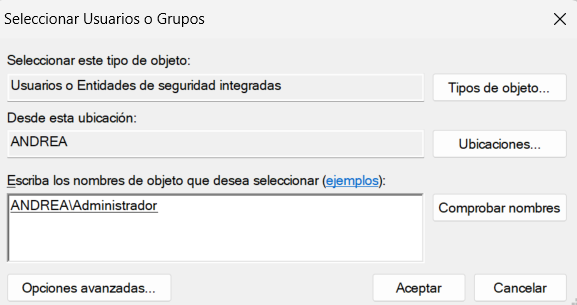 Seleccionar Usuarios o Grupos
Seleccionar este tipo de objeto:
Usuarios o Entidades de seguridad integradas
Tipos de objeto...
Desde esta ubicación:
ANDREA
Ubicaciones...
Escriba los nombres de objeto que desea seleccionar (ejemplos):
ANDREA\Administrador
Comprobar nombres
Opciones avanzadas...
Aceptar
Cancelar